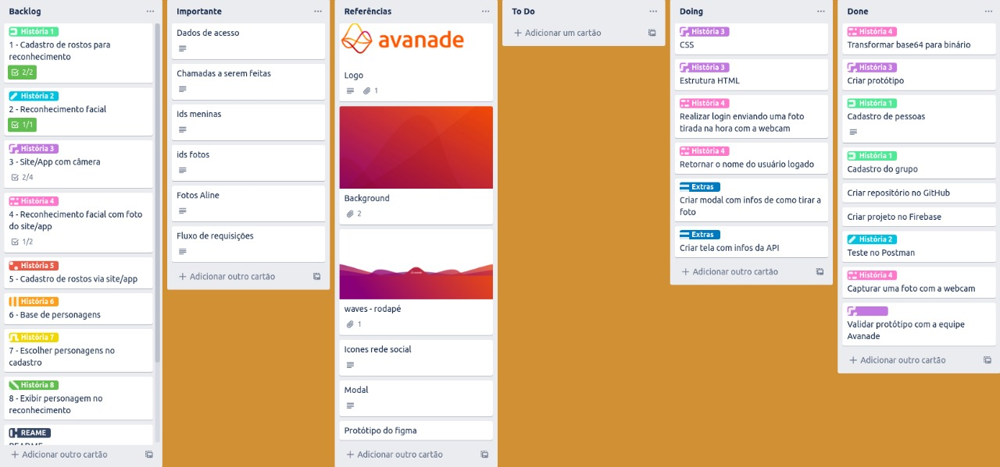 Backlog
História 1
1 - Cadastro de rostos para
reconhecimento
2/2
História 2
2 - Reconhecimento facial
1/1
História 3
3 - Site/App com câmera
2/4
História 4
4 - Reconhecimento facial com foto
do site/app
1/2
História 5
5 - Cadastro de rostos via site/app
História 6
6 - Base de personagens
História 7
7 - Escolher personagens no
cadastro
História 8
8 - Exibir personagem no
reconhecimento
REAME
README
+ Adicionar outro cartão
Importante
Dados de acesso
Chamadas a serem feitas
Ids meninas
ids fotos
Fotos Aline
Fluxo de requisições
+ Adicionar outro cartão
Referências
avanade
Logo
1
Background
2
waves - rodapé
1
Icones rede social
Modal
Protótipo do figma
+ Adicionar outro cartão
To Do
+ Adicionar um cartão
Doing
História 3
CSS
História 3
Estrutura HTML
História 4
Realizar login enviando uma foto
tirada na hora com a webcam
História 4
Retornar o nome do usuário logado
Extras
Criar modal com infos de como tirar a
foto
Extras
Criar tela com infos da API
+ Adicionar outro cartão
Done
História 4
Transformar base64 para binário
História 3
Criar protótipo
História 1
Cadastro de pessoas
História 1
Cadastro do grupo
Criar repositório no GitHub
Criar projeto no Firebase
História 2
Teste no Postman
História 4
Capturar uma foto com a webcam
Validar protótipo com a equipe
Avanade
+ Adicionar outro cartão